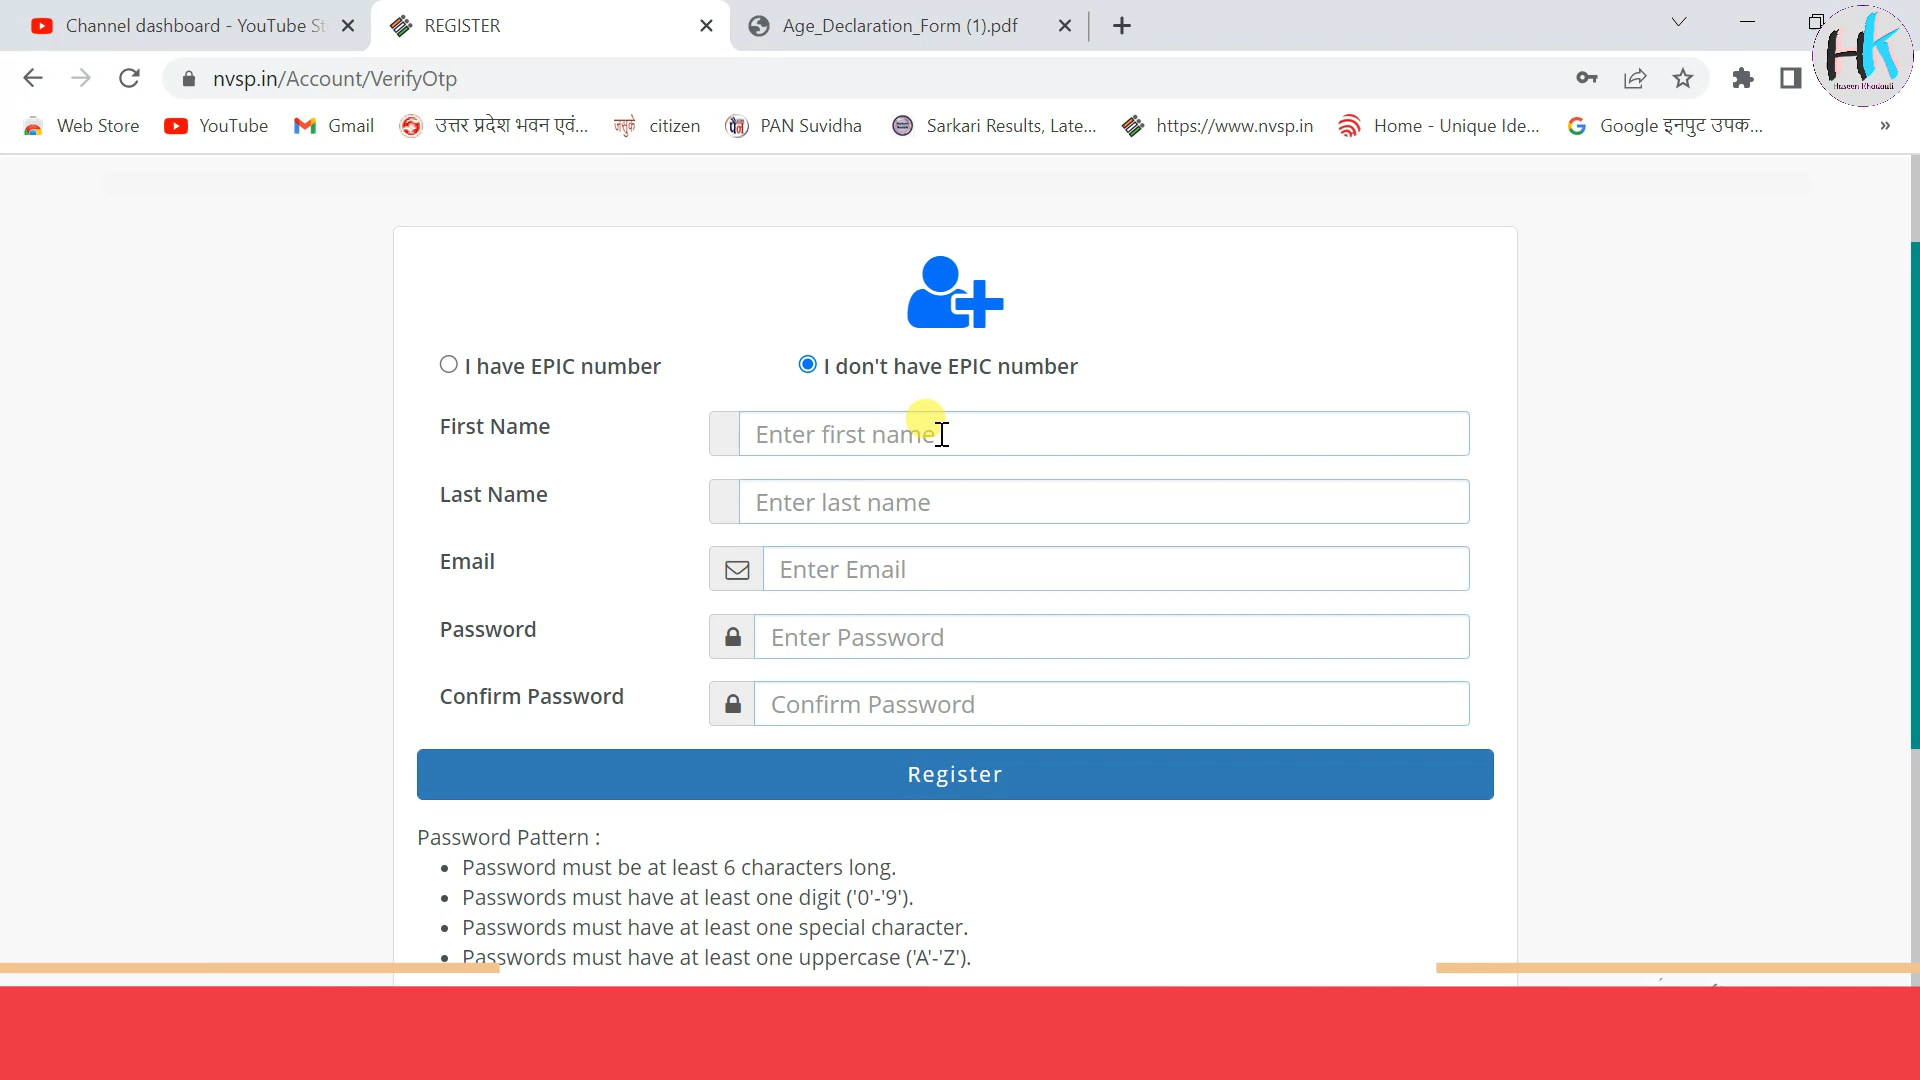 Channel dashboard - YouTube St
REGISTER
Age_Declaration_Form (1).pdf
nvsp.in/Account/VerifyOtp
Web Store
YouTube
Gmail
उत्तर प्रदेश भवन एवं...
जसुके
citizen
पैन
PAN Suvidha
Sarkari Results, Late...
https://www.nvsp.in
Home - Unique Ide...
Google इनपुट उपक...
»
HK
Haseen Khadauli
I have EPIC number
I don't have EPIC number
First Name
Enter first name
Last Name
Enter last name
Email
Enter Email
Password
Enter Password
Confirm Password
Confirm Password
Register
Password Pattern :
• Password must be at least 6 characters long.
• Passwords must have at least one digit ('0'-'9').
• Passwords must have at least one special character.
• Passwords must have at least one uppercase ('A'-'Z').